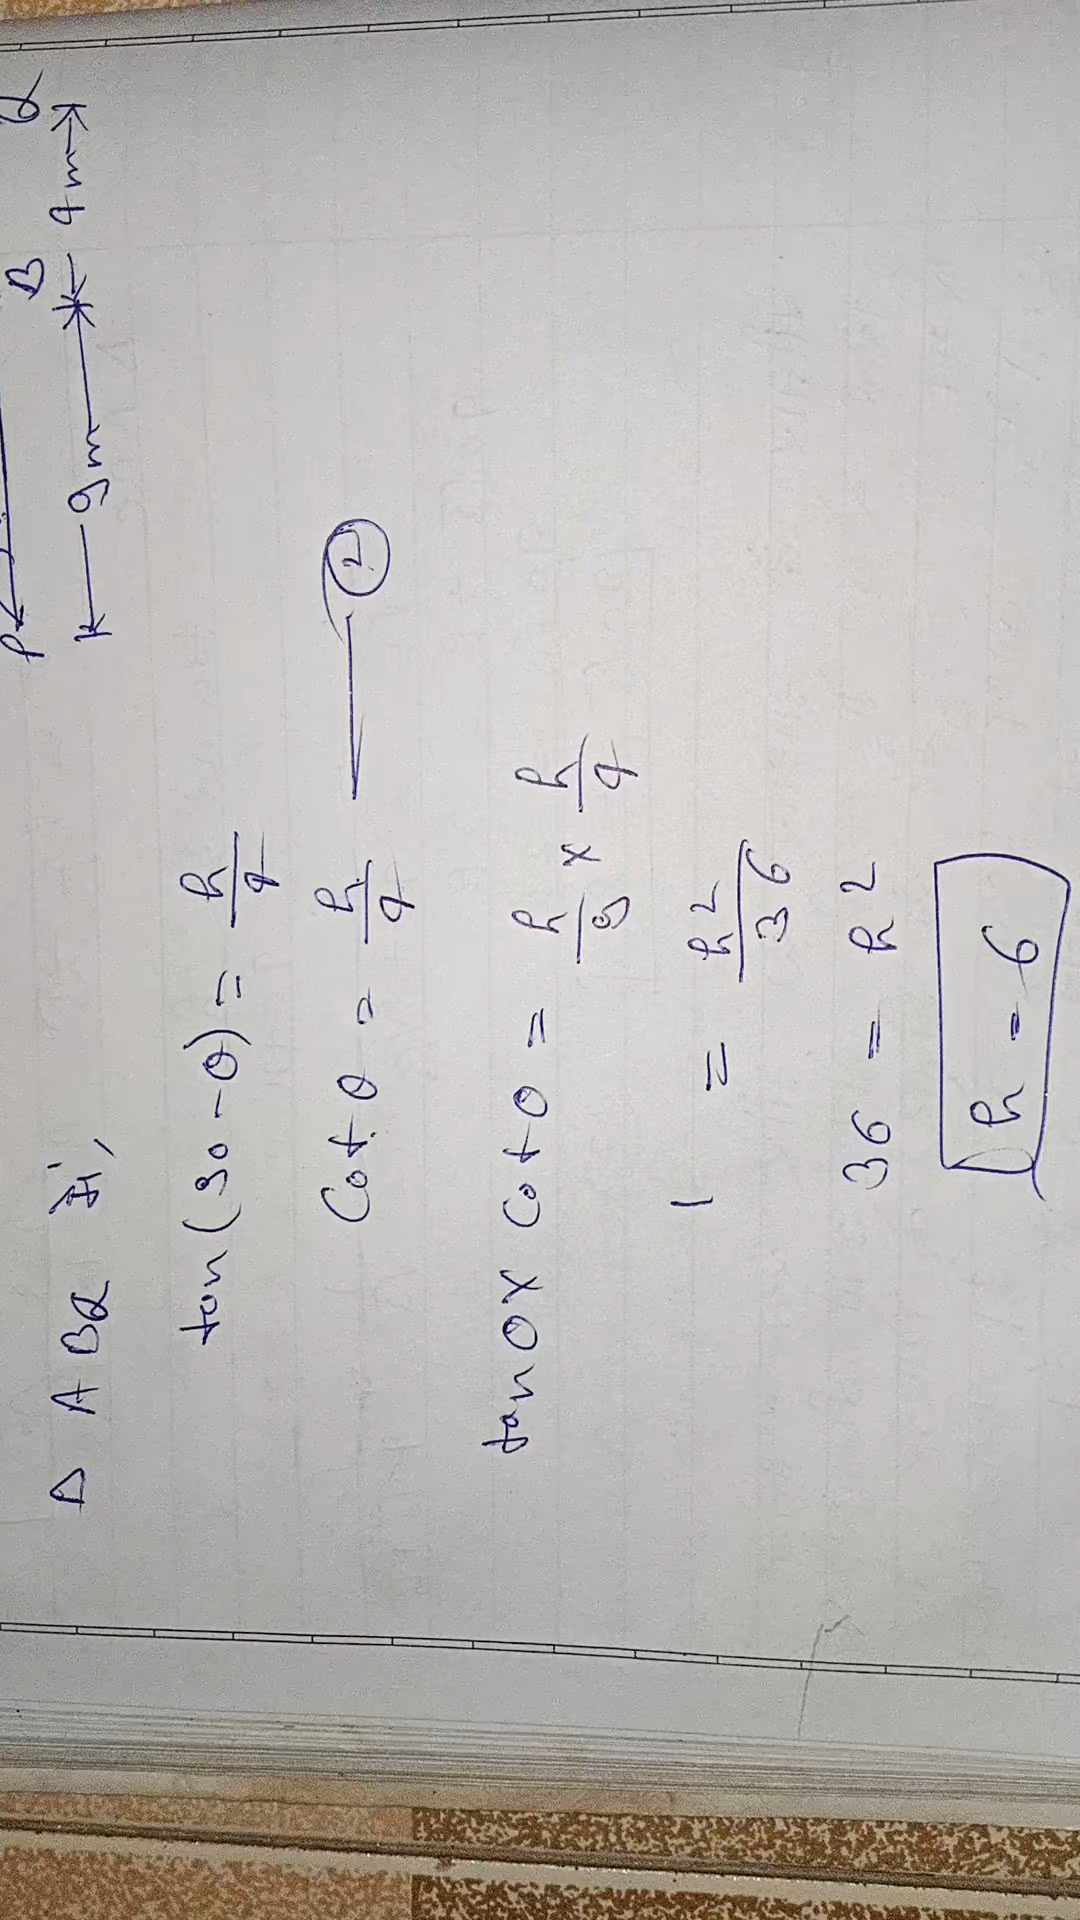 P B Q
9m 4m
Δ ABQ में,
tan(90-θ) = h/4
Cot θ = h/4 — 2
tanθ × Cotθ = h/9 × h/4
1 = h²/36
36 = h²
h = 6